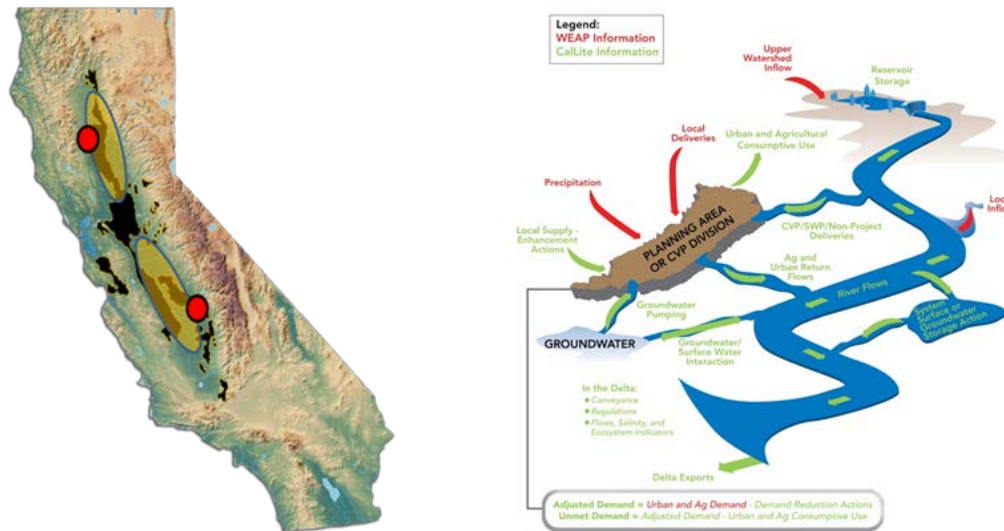 Legend:
WEAP Information
CalLite Information
Upper
Watershed
Inflow
Reservoir
Storage
Local
Deliveries
Urban and Agricultural
Consumptive Use
Precipitation
Local Supply -
Enhancement
Actions
PLANNING AREA
OR CVP DIVISION
CVP/SWP/Non-Project
Deliveries
Ag and
Urban Return
Flows
River Flows
System
Surface or
Groundwater
Storage Action
Groundwater
Pumping
GROUNDWATER
Groundwater/
Surface Water
Interaction
In the Delta:
Conveyance
Regulations
Flows, Salinity, and
Ecosystem Indicators
Delta Exports
Adjusted Demand = Urban and Ag Demand - Demand Reduction Actions
Unmet Demand = Adjusted Demand - Urban and Ag Consumptive Use